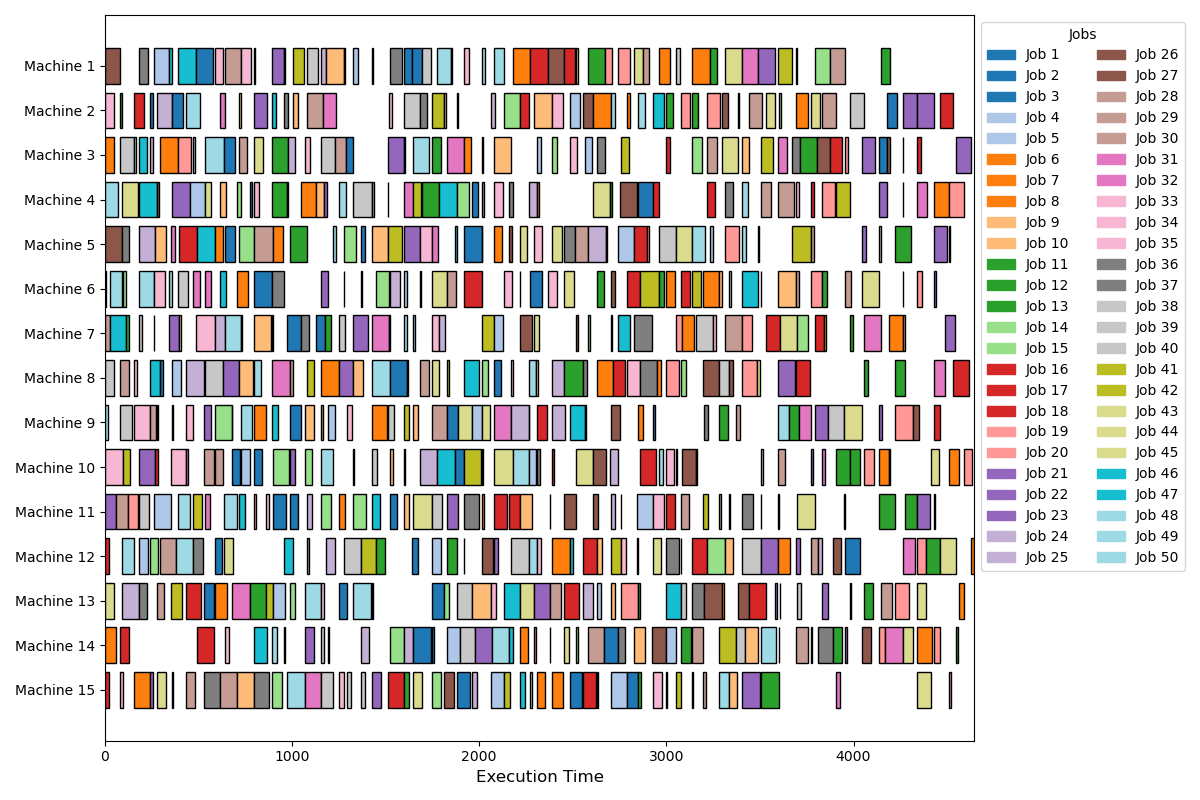 Machine 1
Machine 2
Machine 3
Machine 4
Machine 5
Machine 6
Machine 7
Machine 8
Machine 9
Machine 10
Machine 11
Machine 12
Machine 13
Machine 14
Machine 15
0 1000 2000 3000 4000
Execution Time
Jobs
Job 1
Job 2
Job 3
Job 4
Job 5
Job 6
Job 7
Job 8
Job 9
Job 10
Job 11
Job 12
Job 13
Job 14
Job 15
Job 16
Job 17
Job 18
Job 19
Job 20
Job 21
Job 22
Job 23
Job 24
Job 25
Job 26
Job 27
Job 28
Job 29
Job 30
Job 31
Job 32
Job 33
Job 34
Job 35
Job 36
Job 37
Job 38
Job 39
Job 40
Job 41
Job 42
Job 43
Job 44
Job 45
Job 46
Job 47
Job 48
Job 49
Job 50